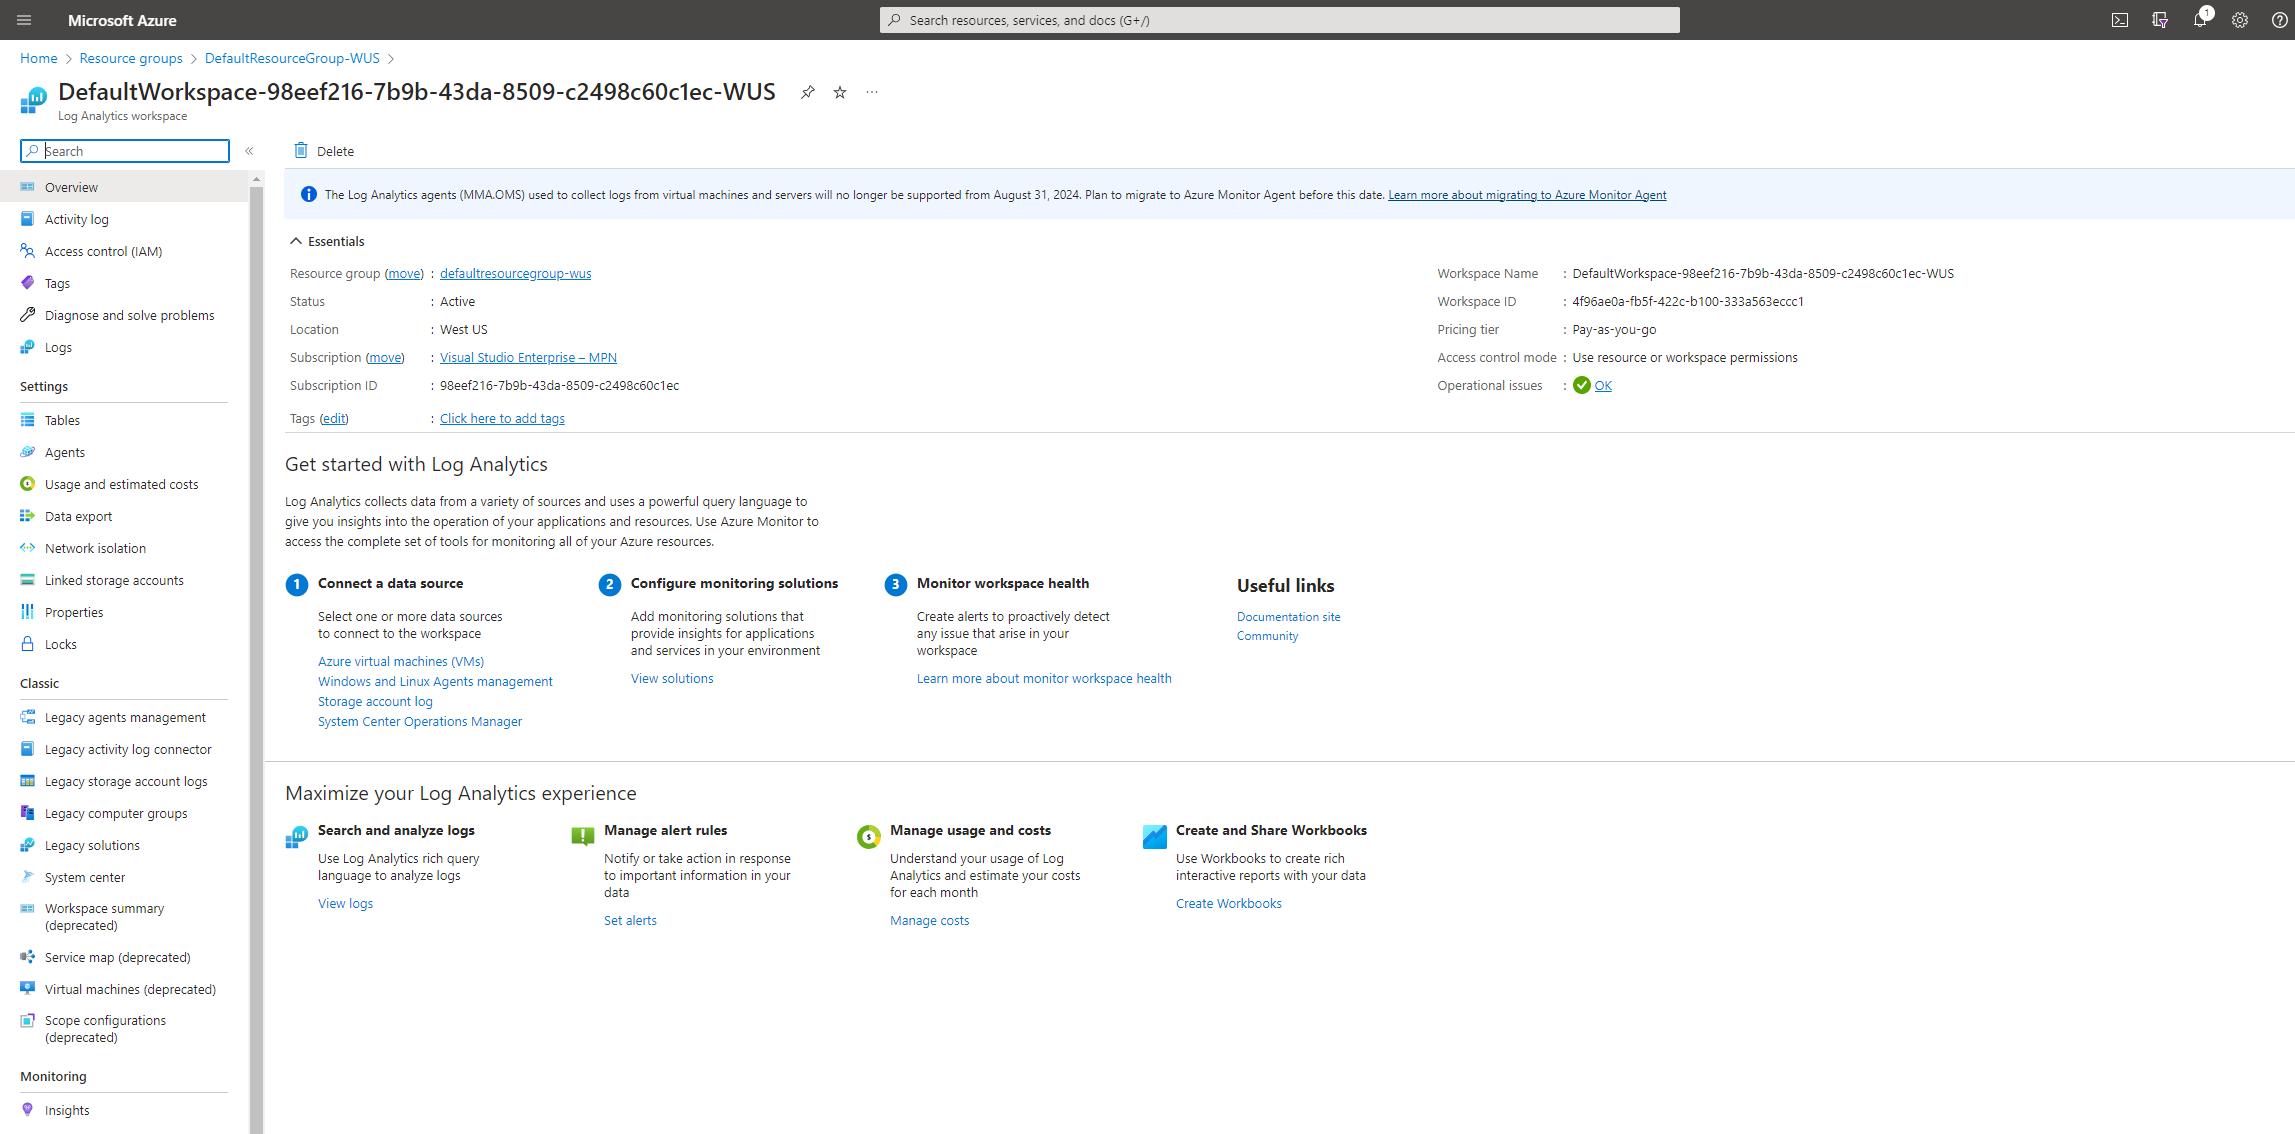 Microsoft Azure
Search resources, services, and docs (G+/)
1
Home > Resource groups > DefaultResourceGroup-WUS >
DefaultWorkspace-98eef216-7b9b-43da-8509-c2498c60c1ec-WUS
Log Analytics workspace
Search
Overview
Activity log
Access control (IAM)
Tags
Diagnose and solve problems
Logs
Settings
Tables
Agents
Usage and estimated costs
Data export
Network isolation
Linked storage accounts
Properties
Locks
Classic
Legacy agents management
Legacy activity log connector
Legacy storage account logs
Legacy computer groups
Legacy solutions
System center
Workspace summary
(deprecated)
Service map (deprecated)
Virtual machines (deprecated)
Scope configurations
(deprecated)
Monitoring
Insights
Delete
The Log Analytics agents (MMA.OMS) used to collect logs from virtual machines and servers will no longer be supported from August 31, 2024. Plan to migrate to Azure Monitor Agent before this date. Learn more about migrating to Azure Monitor Agent
Essentials
Resource group (move) : defaultresourcegroup-wus
Status : Active
Location : West US
Subscription (move) : Visual Studio Enterprise – MPN
Subscription ID : 98eef216-7b9b-43da-8509-c2498c60c1ec
Tags (edit) : Click here to add tags
Workspace Name : DefaultWorkspace-98eef216-7b9b-43da-8509-c2498c60c1ec-WUS
Workspace ID : 4f96ae0a-fb5f-422c-b100-333a563eccc1
Pricing tier : Pay-as-you-go
Access control mode : Use resource or workspace permissions
Operational issues : OK
Get started with Log Analytics
Log Analytics collects data from a variety of sources and uses a powerful query language to
give you insights into the operation of your applications and resources. Use Azure Monitor to
access the complete set of tools for monitoring all of your Azure resources.
1 Connect a data source
Select one or more data sources
to connect to the workspace
Azure virtual machines (VMs)
Windows and Linux Agents management
Storage account log
System Center Operations Manager
2 Configure monitoring solutions
Add monitoring solutions that
provide insights for applications
and services in your environment
View solutions
3 Monitor workspace health
Create alerts to proactively detect
any issue that arise in your
workspace
Learn more about monitor workspace health
Useful links
Documentation site
Community
Maximize your Log Analytics experience
Search and analyze logs
Use Log Analytics rich query
language to analyze logs
View logs
Manage alert rules
Notify or take action in response
to important information in your
data
Set alerts
Manage usage and costs
Understand your usage of Log
Analytics and estimate your costs
for each month
Manage costs
Create and Share Workbooks
Use Workbooks to create rich
interactive reports with your data
Create Workbooks